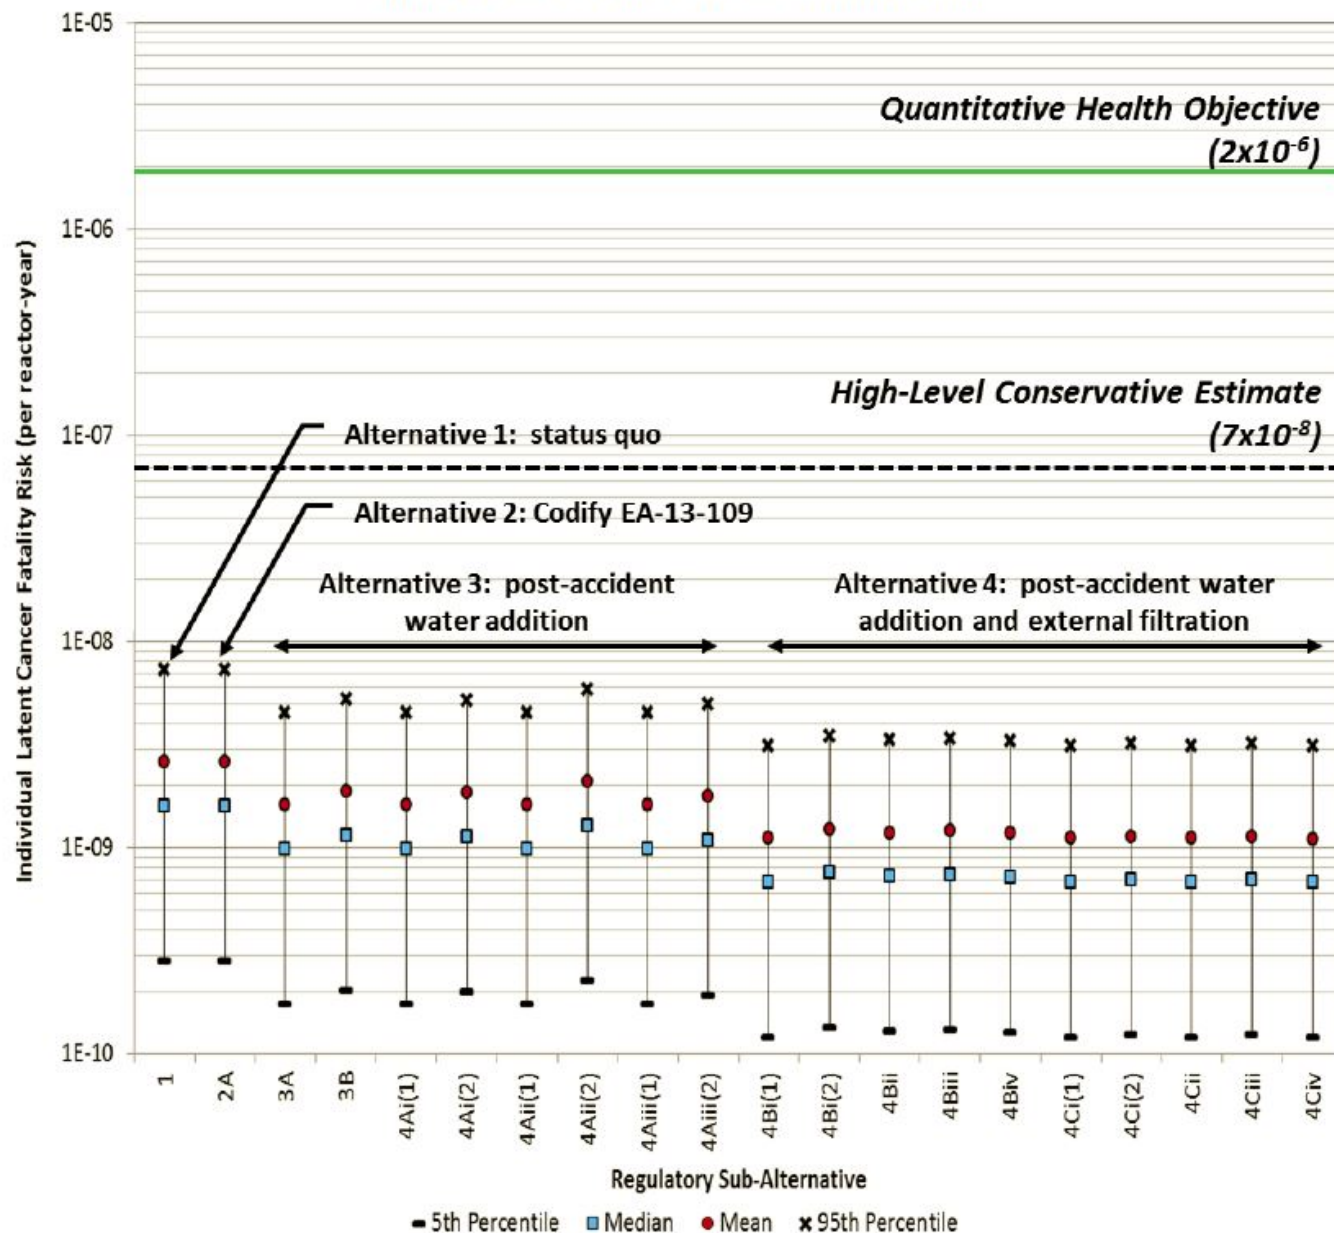 1E-05
Quantitative Health Objective
(2x10⁻⁶)
1E-06
High-Level Conservative Estimate
(7x10⁻⁸)
1E-07
Alternative 1: status quo
Alternative 2: Codify EA-13-109
Alternative 3: post-accident
water addition
Alternative 4: post-accident water
addition and external filtration
1E-08
1E-09
1E-10
Individual Latent Cancer Fatality Risk (per reactor-year)
1
2A
3A
3B
4Ai(1)
4Ai(2)
4Aii(1)
4Aii(2)
4Aiii(1)
4Aiii(2)
4Bi(1)
4Bi(2)
4Bii
4Biii
4Biv
4Ci(1)
4Ci(2)
4Cii
4Ciii
4Civ
Regulatory Sub-Alternative
5th Percentile Median Mean 95th Percentile